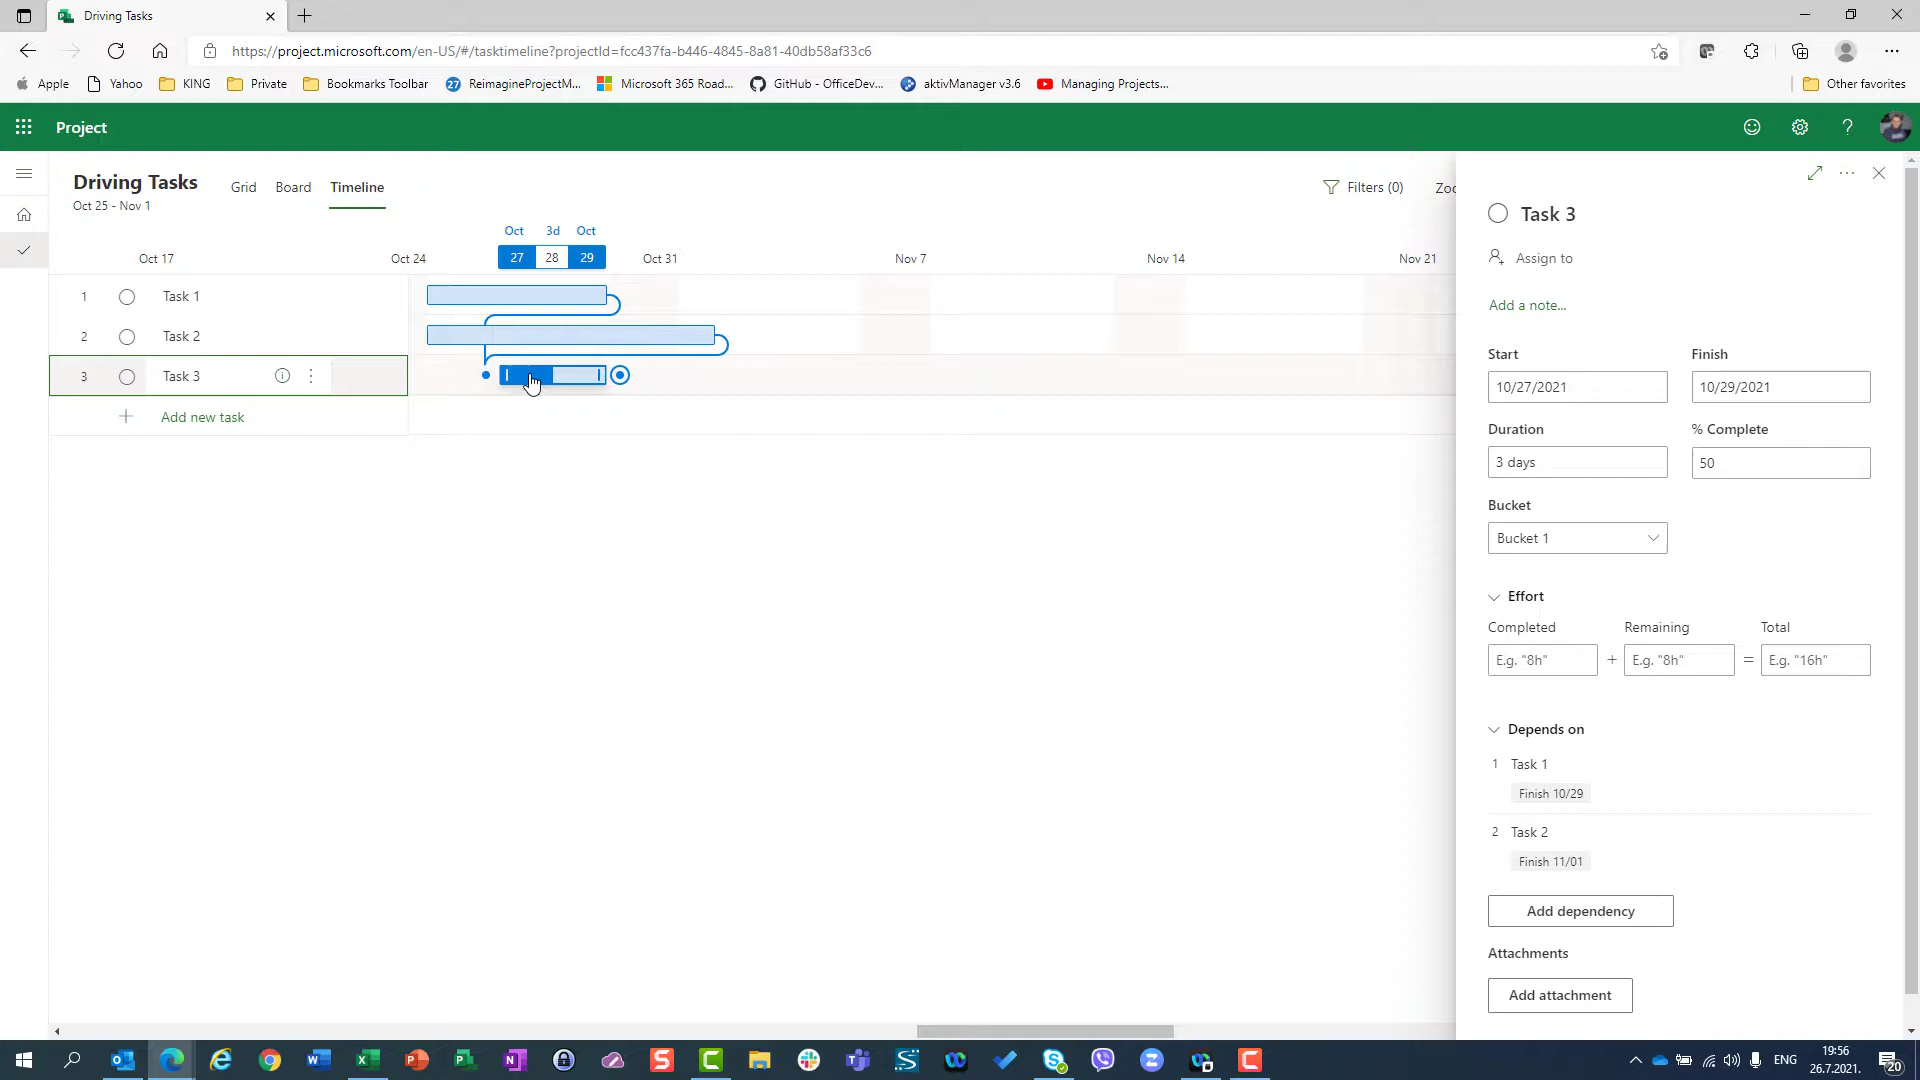 Driving Tasks
https://project.microsoft.com/en-US/#/tasktimeline?projectId=fcc437fa-b446-4845-8a81-40db58af33c6
Apple
Yahoo
KING
Private
Bookmarks Toolbar
27 ReimagineProjectM...
Microsoft 365 Road...
GitHub - OfficeDev...
aktivManager v3.6
Managing Projects...
Other favorites
Project
?
Driving Tasks
Oct 25 - Nov 1
Grid
Board
Timeline
Filters (0)
Zoo
Oct 3d Oct
Oct 17
Oct 24
27 28 29
Oct 31
Nov 7
Nov 14
Nov 21
1 Task 1
2 Task 2
3 Task 3
Add new task
Task 3
Assign to
Add a note...
Start Finish
10/27/2021 10/29/2021
Duration % Complete
3 days 50
Bucket
Bucket 1
Effort
Completed Remaining Total
E.g. "8h" + E.g. "8h" = E.g. "16h"
Depends on
1 Task 1
Finish 10/29
2 Task 2
Finish 11/01
Add dependency
Attachments
Add attachment
ENG
19:56
26.7.2021.
20